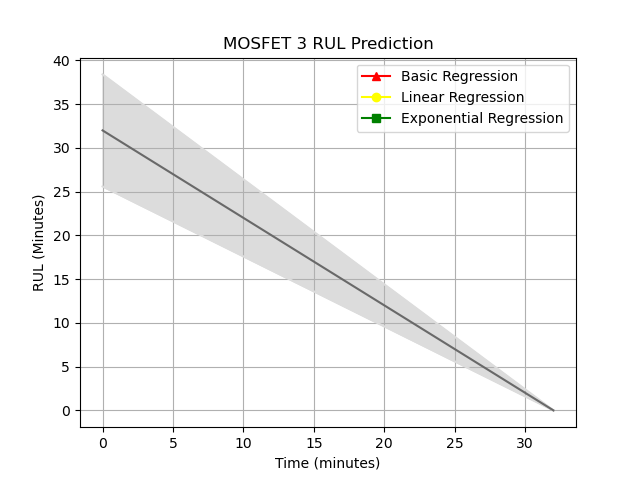 MOSFET 3 RUL Prediction
40
35
30
25
20
15
10
5
0
RUL (Minutes)
Basic Regression
Linear Regression
Exponential Regression
0 5 10 15 20 25 30
Time (minutes)